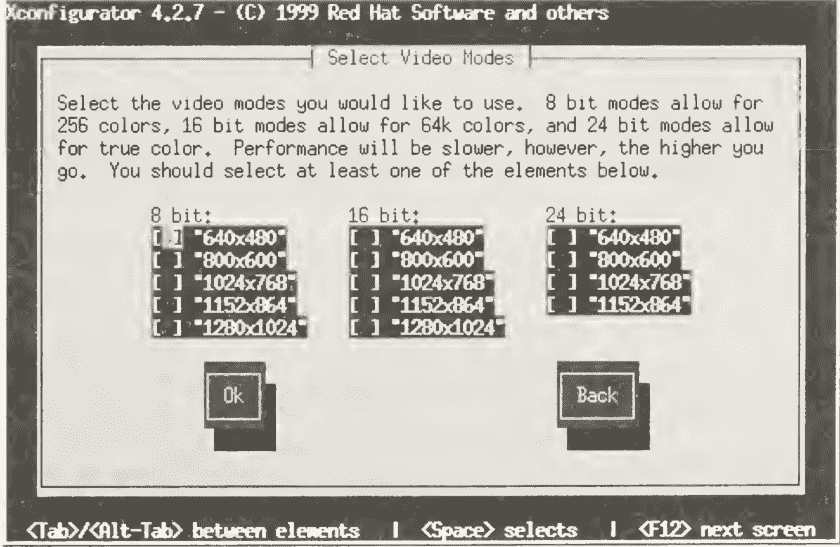 Xconfigurator 4.2.7 - (C) 1999 Red Hat Software and others
Select Video Modes
Select the video modes you would like to use.  8 bit modes allow for
256 colors, 16 bit modes allow for 64k colors, and 24 bit modes allow
for true color.  Performance will be slower, however, the higher you
go.  You should select at least one of the elements below.
8 bit: 16 bit: 24 bit:
[ ] "640x480" [ ] "640x480" [ ] "640x480"
[ ] "800x600" [ ] "800x600" [ ] "800x600"
[ ] "1024x768" [ ] "1024x768" [ ] "1024x768"
[ ] "1152x864" [ ] "1152x864" [ ] "1152x864"
[ ] "1280x1024" [ ] "1280x1024"
Ok Back
<Tab>/<Alt-Tab> between elements | <Space> selects | <F12> next screen